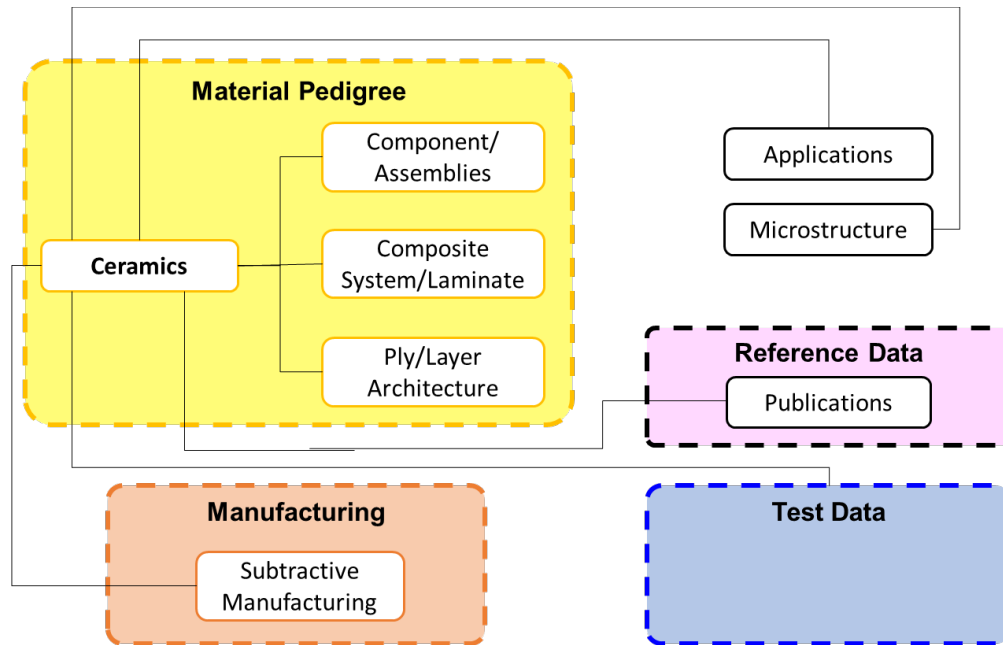 Material Pedigree
Component/
Assemblies
Applications
Microstructure
Ceramics
Composite
System/Laminate
Reference Data
Ply/Layer
Architecture
Publications
Manufacturing
Test Data
Subtractive
Manufacturing